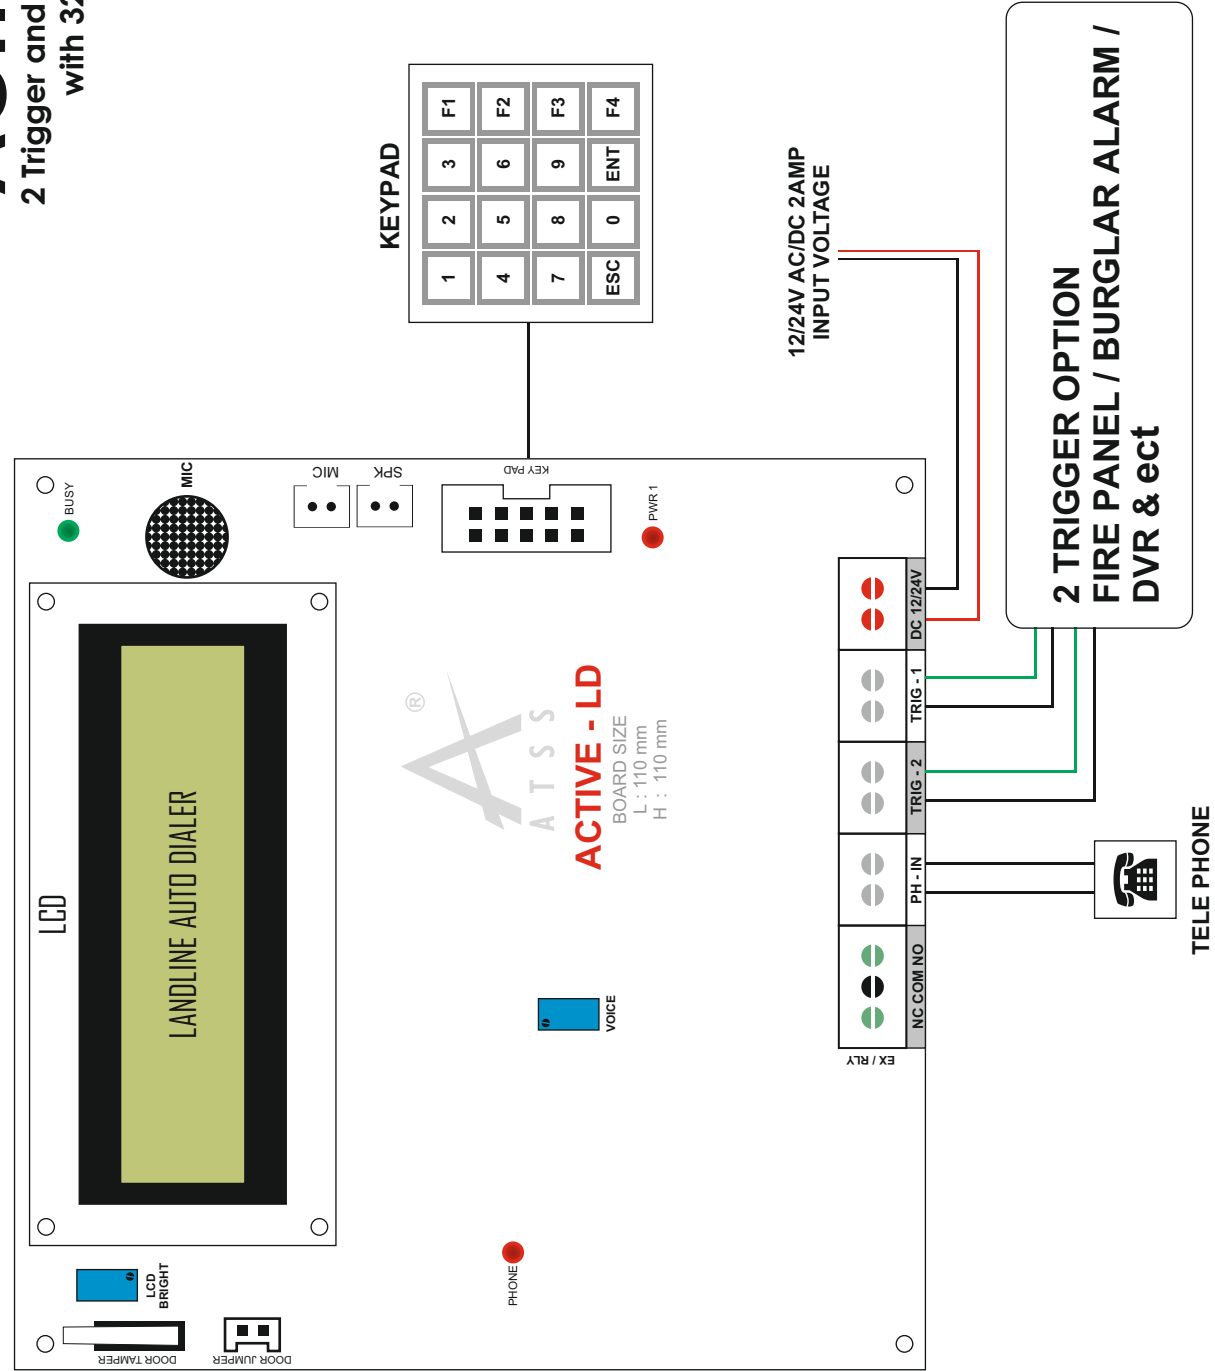 2 Trigger and
with 32
KEYPAD
1 2 3 F1
4 5 6 F2
7 8 9 F3
ESC 0 ENT F4
12/24V AC/DC 2AMP
INPUT VOLTAGE
2 TRIGGER OPTION
FIRE PANEL / BURGLAR ALARM /
DVR & ect
LCD
LANDLINE AUTO DIALER
LCD
BRIGHT
DOOR TAMPER
DOOR JUMPER
BUSY
MIC
MIC
SPK
KEY PAD
PWR 1
PHONE
VOICE
®
ATSS
ACTIVE - LD
BOARD SIZE
L : 110 mm
H : 110 mm
EX / RLY
NC COM NO
PH - IN
TRIG - 2
TRIG - 1
DC 12/24V
TELE PHONE